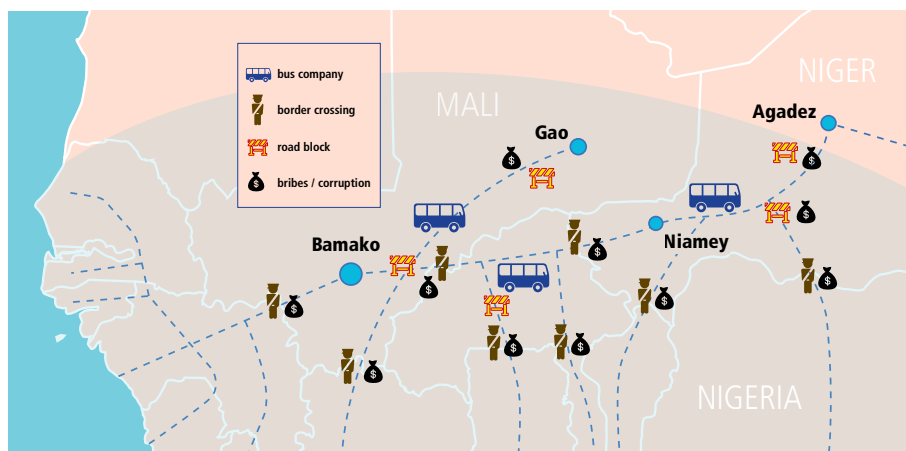 bus company
border crossing
road block
bribes / corruption
MALI
NIGER
Agadez
Gao
Bamako
Niamey
NIGERIA
$
$
$
$
$
$
$
$
$
$
$
$